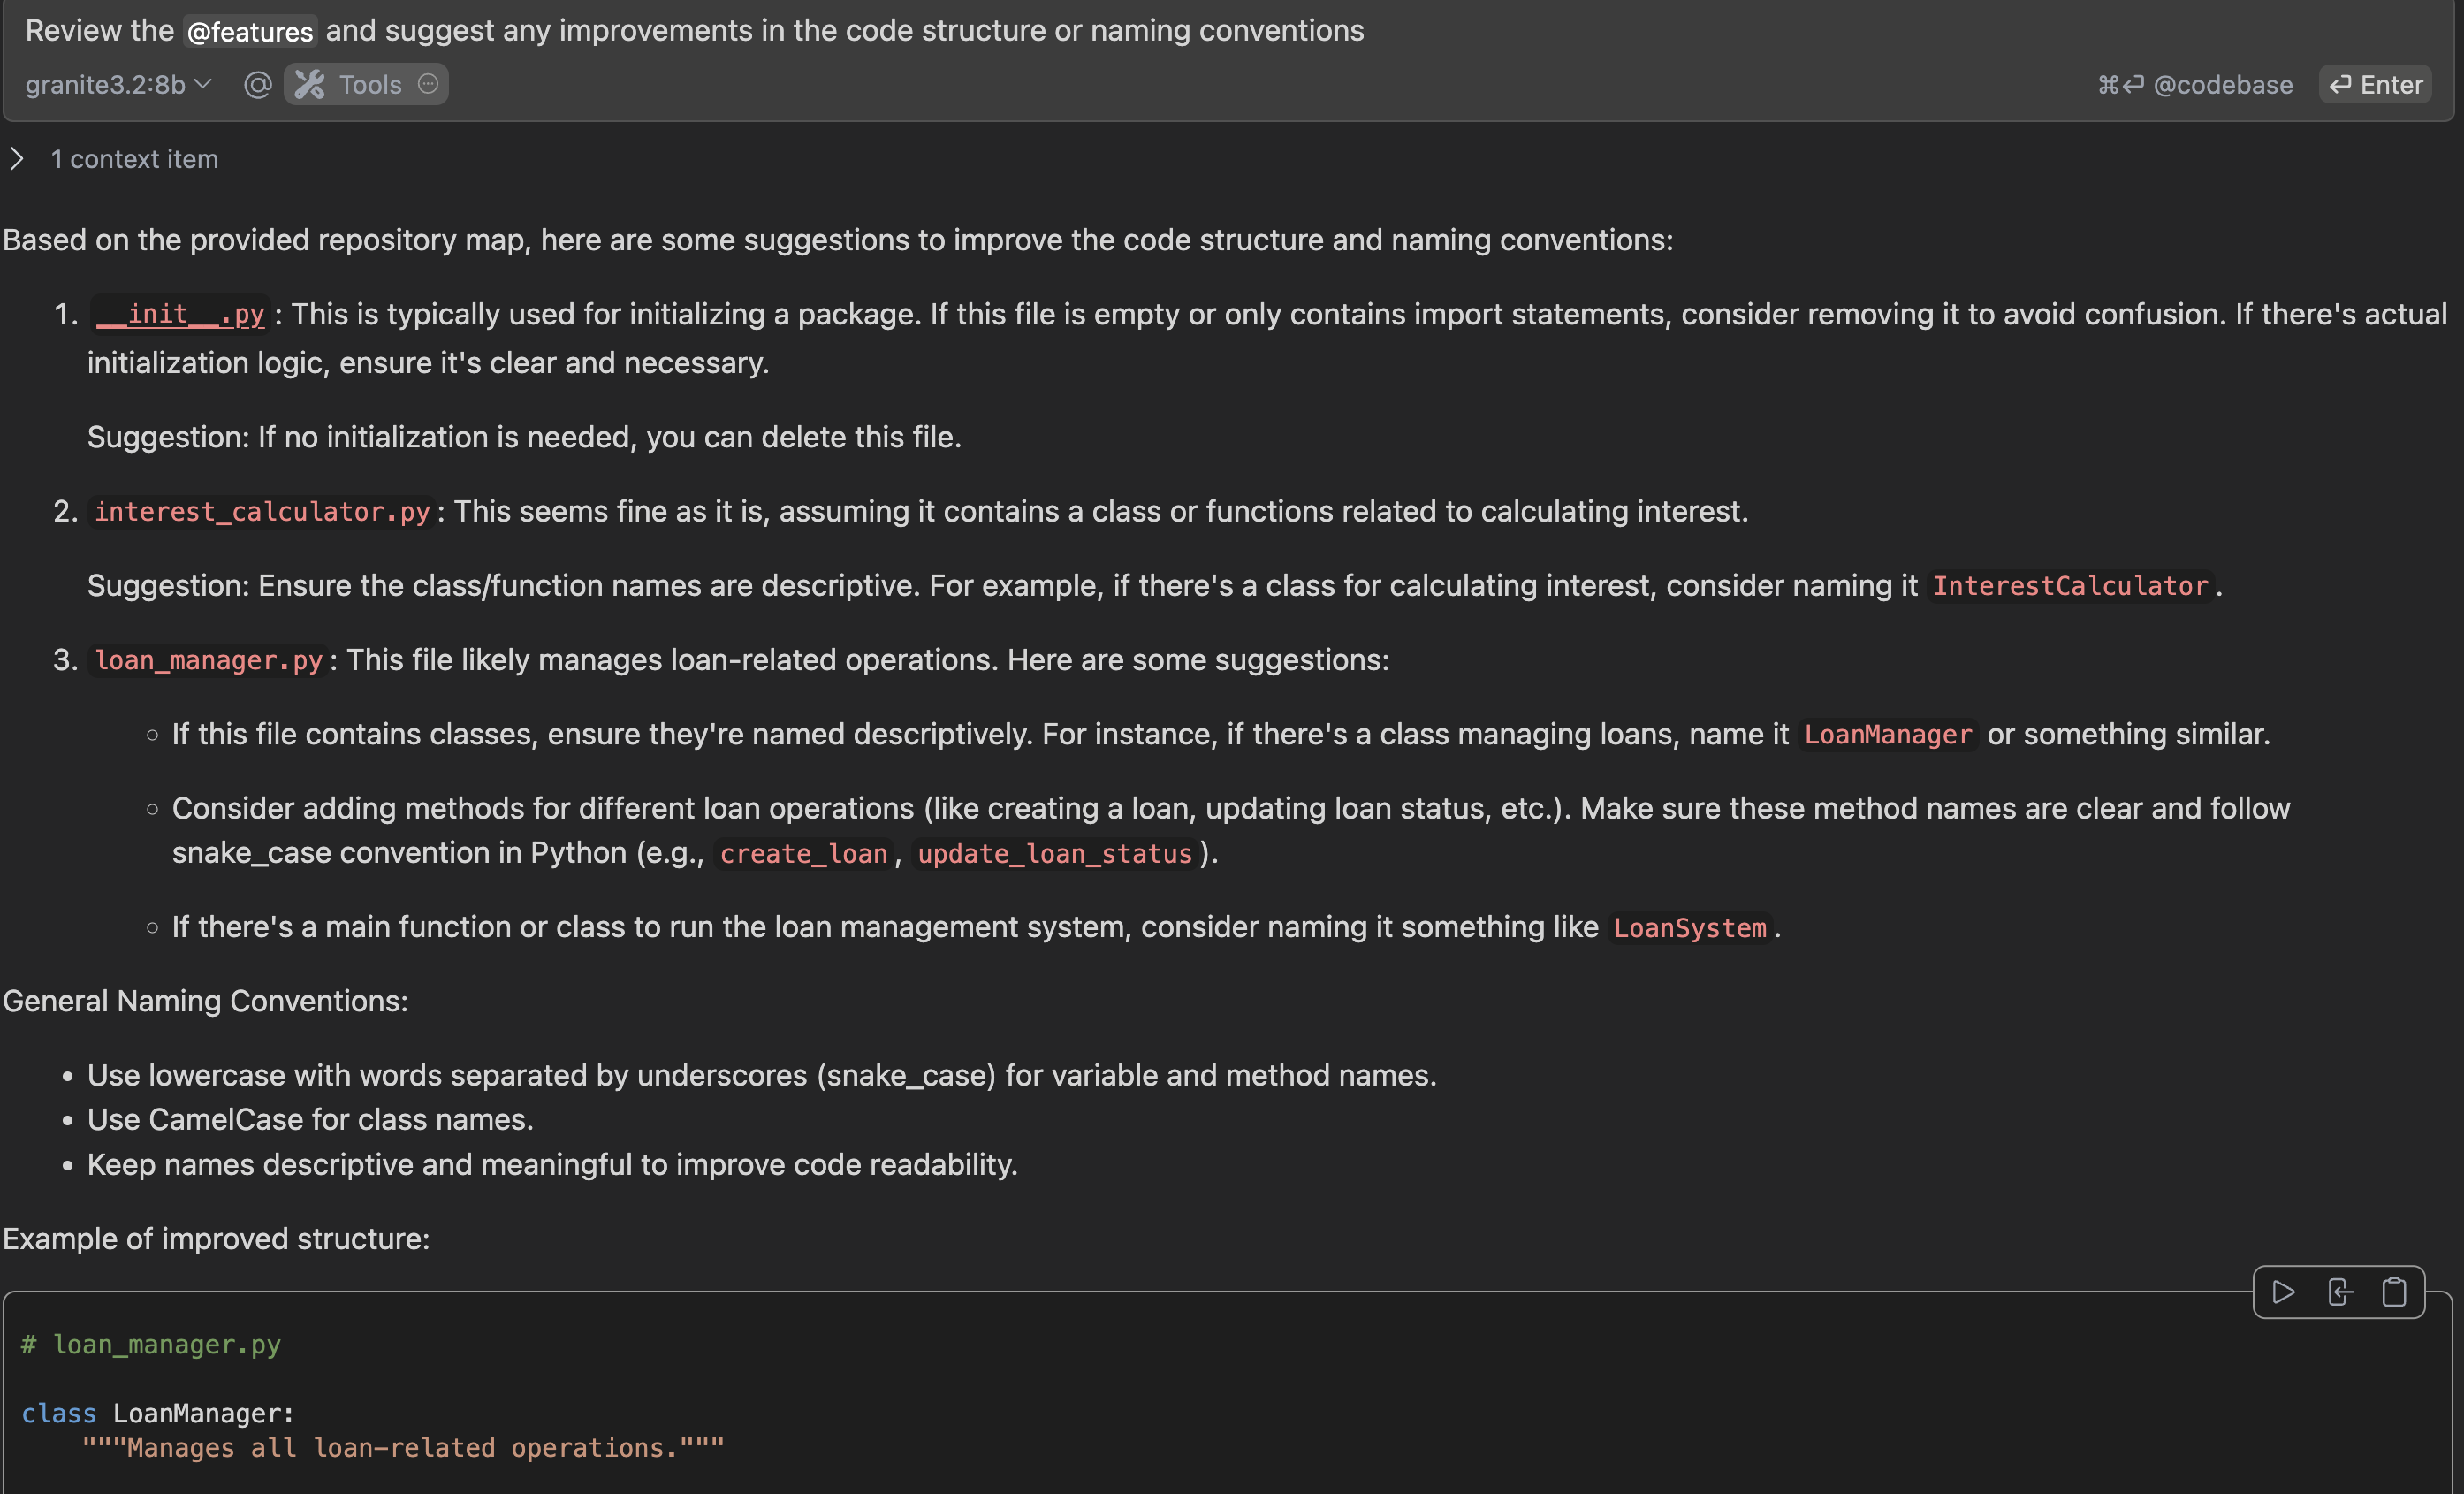 Review the @features and suggest any improvements in the code structure or naming conventions
granite3.2:8b @ Tools ⌘⏎ @codebase ⏎ Enter
1 context item
Based on the provided repository map, here are some suggestions to improve the code structure and naming conventions:
1. __init__.py : This is typically used for initializing a package. If this file is empty or only contains import statements, consider removing it to avoid confusion. If there's actual
initialization logic, ensure it's clear and necessary.
Suggestion: If no initialization is needed, you can delete this file.
2. interest_calculator.py : This seems fine as it is, assuming it contains a class or functions related to calculating interest.
Suggestion: Ensure the class/function names are descriptive. For example, if there's a class for calculating interest, consider naming it InterestCalculator .
3. loan_manager.py : This file likely manages loan-related operations. Here are some suggestions:
◦ If this file contains classes, ensure they're named descriptively. For instance, if there's a class managing loans, name it LoanManager or something similar.
◦ Consider adding methods for different loan operations (like creating a loan, updating loan status, etc.). Make sure these method names are clear and follow
snake_case convention in Python (e.g., create_loan , update_loan_status ).
◦ If there's a main function or class to run the loan management system, consider naming it something like LoanSystem .
General Naming Conventions:
• Use lowercase with words separated by underscores (snake_case) for variable and method names.
• Use CamelCase for class names.
• Keep names descriptive and meaningful to improve code readability.
Example of improved structure:
# loan_manager.py
class LoanManager:
"""Manages all loan-related operations."""